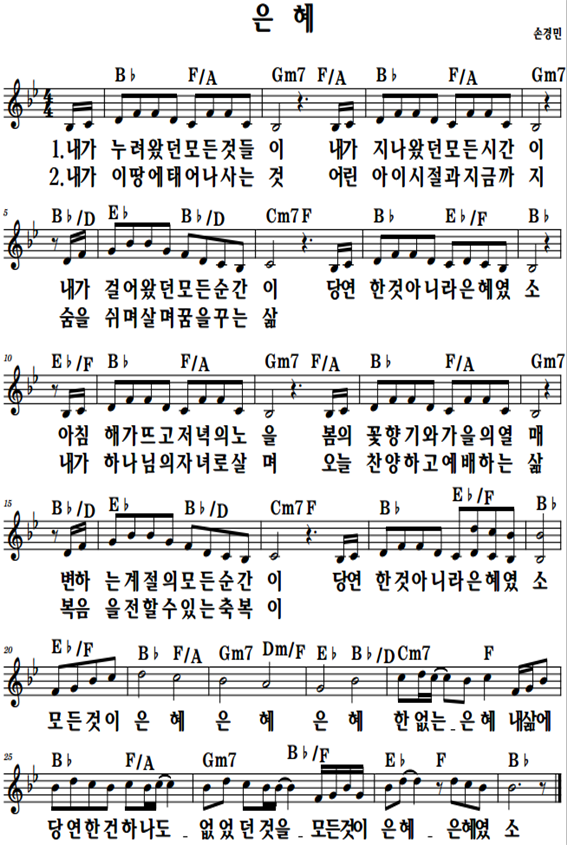 은 혜
손경민
B♭ F/A Gm7 F/A B♭ F/A Gm7
1.내가 누려왔던모든것들 이 내가 지나왔던모든시간 이
2.내가 이땅에태어나사는 것 어린 아이시절과지금까 지
5
B♭/D E♭ B♭/D Cm7 F B♭ E♭/F B♭
내가 걸어왔던모든순간 이 당연 한것아니라은혜였 소
숨을 쉬며살며꿈을꾸는 삶
10
E♭/F B♭ F/A Gm7 F/A B♭ F/A Gm7
아침 해가뜨고저녁의노 을 봄의 꽃향기와가을의열 매
내가 하나님의자녀로살 며 오늘 찬양하고예배하는 삶
15
B♭/D E♭ B♭/D Cm7 F B♭ E♭/F B♭
변하 는계절의모든순간 이 당연 한것아니라은혜였 소
복음 을전할수있는축복 이
20
E♭/F B♭ F/A Gm7 Dm/F E♭ B♭/D Cm7 F
모든것이 은 혜 은 혜 은 혜 한없는_은혜 내삶에
25
B♭ F/A Gm7 B♭/F E♭ F B♭
당연한건하나도_ 없었던것을_ 모든것이 은혜_ 은혜였 소